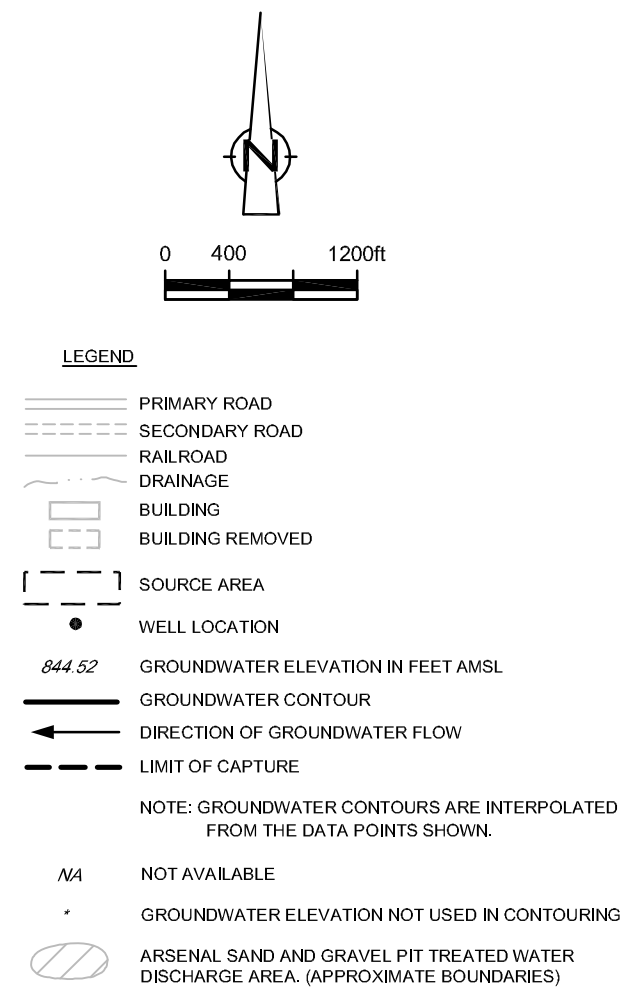 N
0 400 1200ft
LEGEND
PRIMARY ROAD
SECONDARY ROAD
RAILROAD
DRAINAGE
BUILDING
BUILDING REMOVED
SOURCE AREA
WELL LOCATION
844.52 GROUNDWATER ELEVATION IN FEET AMSL
GROUNDWATER CONTOUR
DIRECTION OF GROUNDWATER FLOW
LIMIT OF CAPTURE
NOTE: GROUNDWATER CONTOURS ARE INTERPOLATED
FROM THE DATA POINTS SHOWN.
NA NOT AVAILABLE
* GROUNDWATER ELEVATION NOT USED IN CONTOURING
ARSENAL SAND AND GRAVEL PIT TREATED WATER
DISCHARGE AREA. (APPROXIMATE BOUNDARIES)